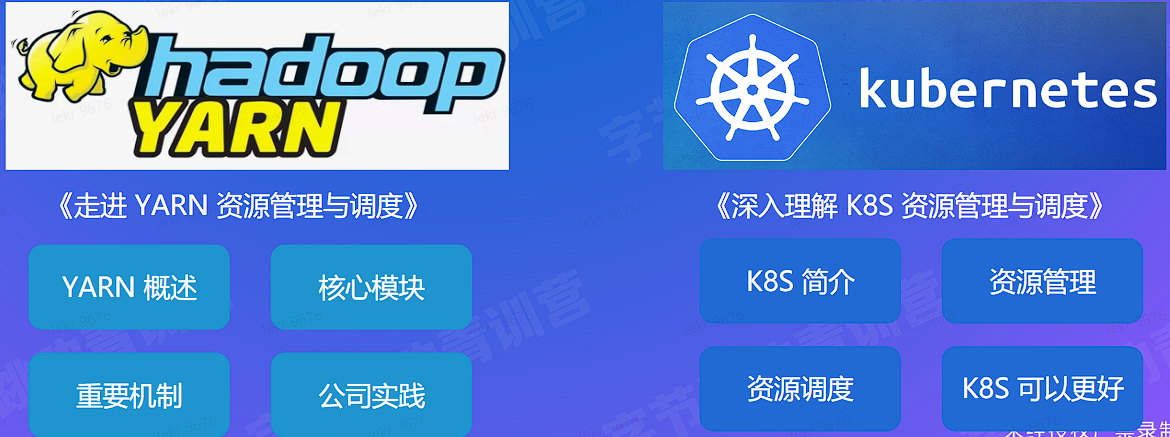 hadoop
YARN
kubernetes
《走进 YARN 资源管理与调度》
《深入理解 K8S 资源管理与调度》
YARN 概述
核心模块
K8S 简介
资源管理
重要机制
公司实践
资源调度
K8S 可以更好